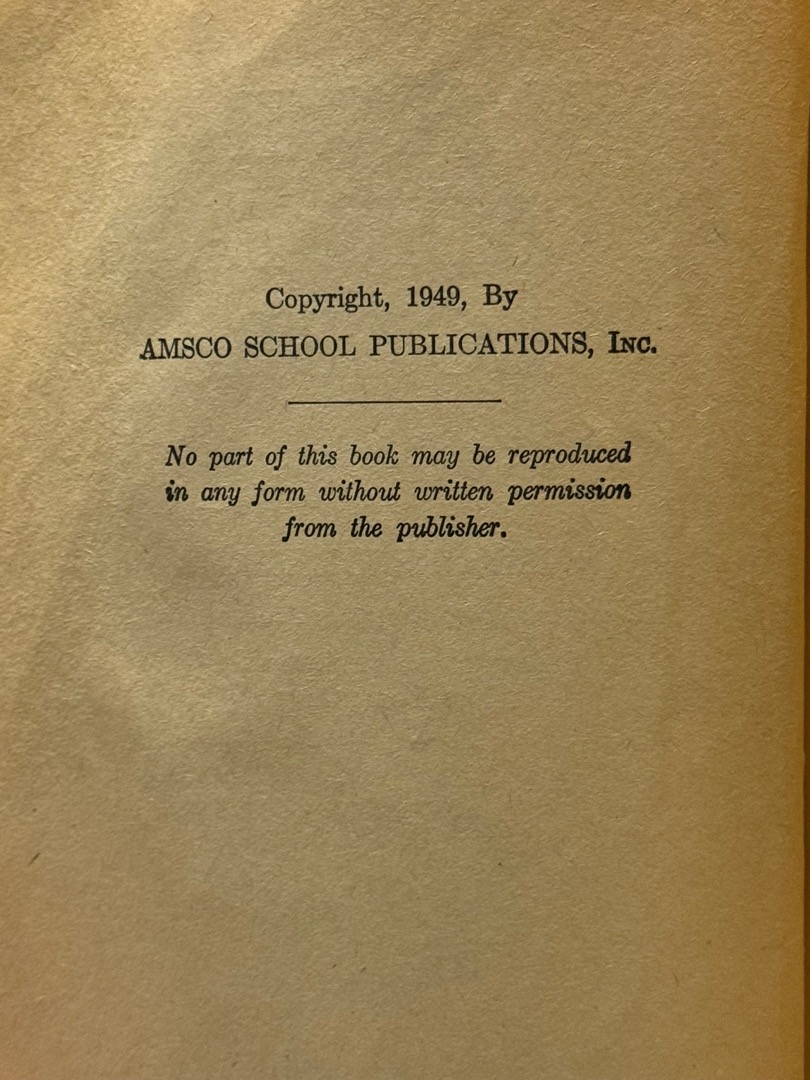 Copyright, 1949, By
AMSCO SCHOOL PUBLICATIONS, INC.
No part of this book may be reproduced
in any form without written permission
from the publisher.